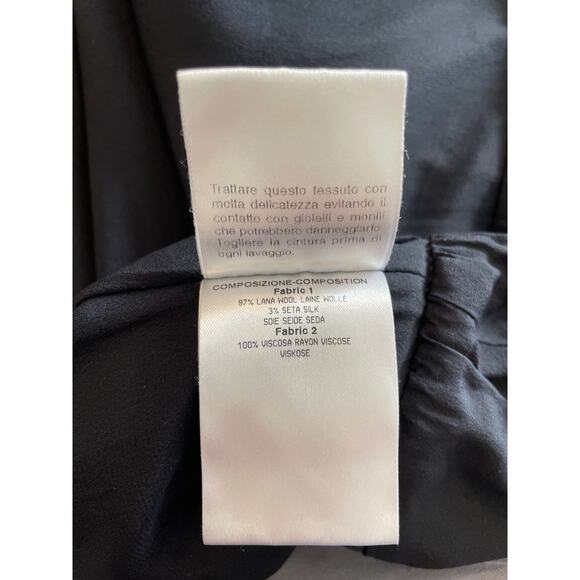 Trattare questo tessuto con
molta delicatezza evitando il
contatto con gioielli e monili
che potrebbero danneggiarlo.
Togliere la cintura prima di
ogni lavaggio.
COMPOSIZIONE-COMPOSITION
Fabric 1
97% LANA WOOL LAINE WOLLE
3% SETA SILK
SOIE SEIDE SEDA
Fabric 2
100% VISCOSA RAYON VISCOSE
VISKOSE